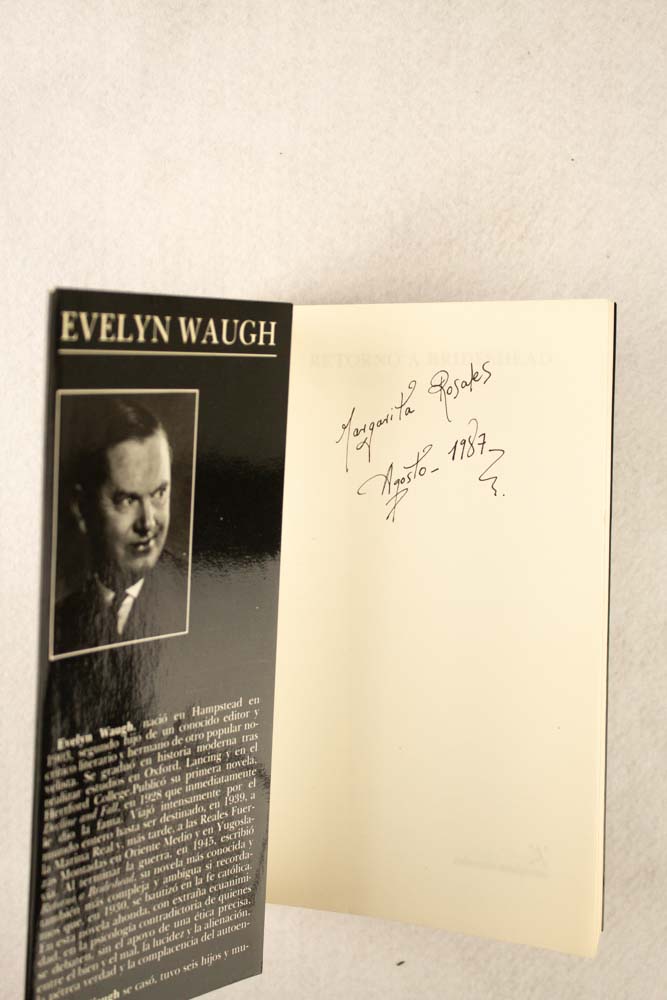 EVELYN WAUGH
Evelyn Waugh, nació en Hampstead en
1903, segundo hijo de un conocido editor y
crítico literario y hermano de otro popular no-
velista. Se graduó en historia moderna tras
realizar estudios en Oxford, Lancing y en el
Hertford College. Publicó su primera novela,
Decline and Fall, en 1928 que inmediatamente
le dio la fama. Viajó intensamente por el
mundo entero hasta ser destinado, en 1939, a
la Marina Real y, más tarde, a las Reales Fuer-
zas Montadas en Oriente Medio y en Yugosla-
via. Al terminar la guerra, en 1945, escribió
Retorno a Brideshead, su novela más conocida y
también más compleja y ambigua si recorda-
mos que, en 1930, se bautizó en la fe católica.
En esta novela ahonda, con extraña ecuanimi-
dad, en la psicología contradictoria de quienes
se debaten, sin el apoyo de una ética precisa,
entre el bien y el mal, la lucidez y la alienación,
la pétrea verdad y la complacencia del autoen-
Waugh se casó, tuvo seis hijos y mu-
RETORNO A BRIDESHEAD
Margarita Rosales
Agosto - 1987